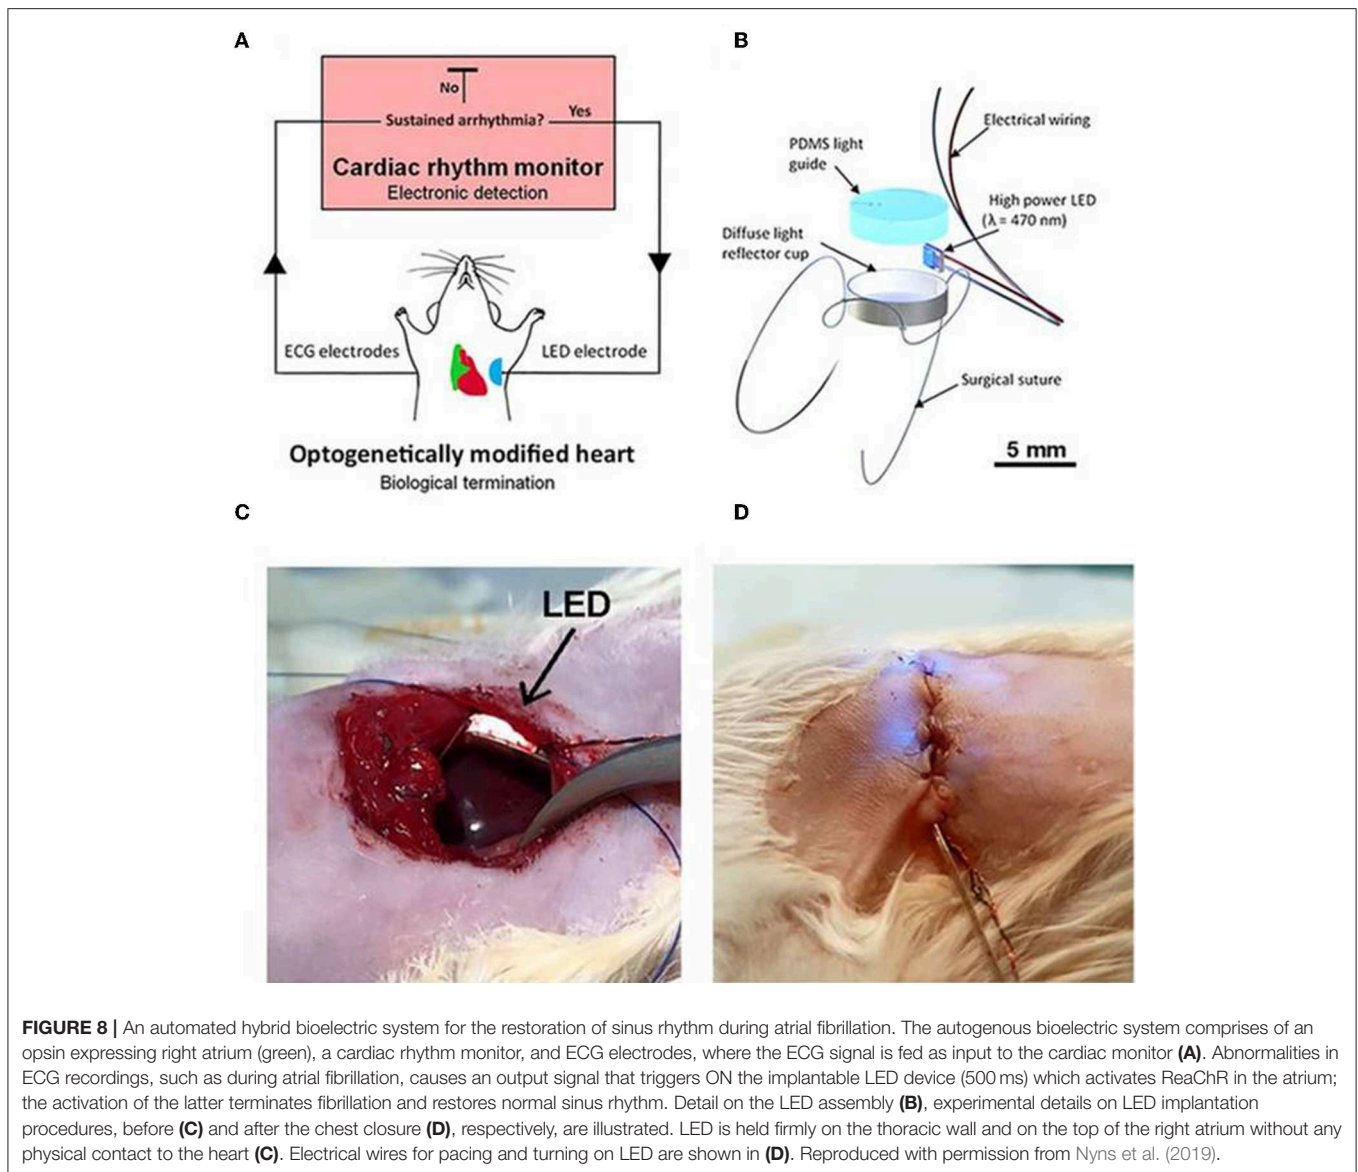 A
No
Sustained arrhythmia?
Yes
Cardiac rhythm monitor
Electronic detection
ECG electrodes
LED electrode
Optogenetically modified heart
Biological termination
B
Electrical wiring
PDMS light
guide
High power LED
(λ = 470 nm)
Diffuse light
reflector cup
Surgical suture
5 mm
C
LED
D
FIGURE 8 | An automated hybrid bioelectric system for the restoration of sinus rhythm during atrial fibrillation. The autogenous bioelectric system comprises of an
opsin expressing right atrium (green), a cardiac rhythm monitor, and ECG electrodes, where the ECG signal is fed as input to the cardiac monitor (A). Abnormalities in
ECG recordings, such as during atrial fibrillation, causes an output signal that triggers ON the implantable LED device (500 ms) which activates ReaChR in the atrium;
the activation of the latter terminates fibrillation and restores normal sinus rhythm. Detail on the LED assembly (B), experimental details on LED implantation
procedures, before (C) and after the chest closure (D), respectively, are illustrated. LED is held firmly on the thoracic wall and on the top of the right atrium without any
physical contact to the heart (C). Electrical wires for pacing and turning on LED are shown in (D). Reproduced with permission from Nyns et al. (2019).